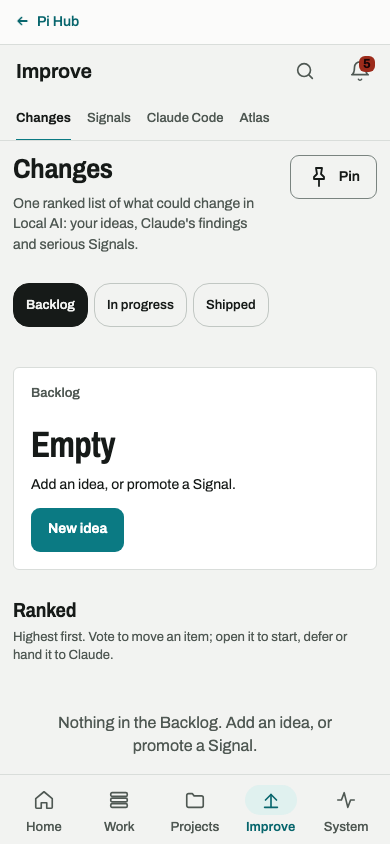 ← Pi Hub
Improve
5
Changes Signals Claude Code Atlas
Changes
Pin
One ranked list of what could change in
Local AI: your ideas, Claude's findings
and serious Signals.
Backlog In progress Shipped
Backlog
Empty
Add an idea, or promote a Signal.
New idea
Ranked
Highest first. Vote to move an item; open it to start, defer or
hand it to Claude.
Nothing in the Backlog. Add an idea, or
promote a Signal.
Home Work Projects Improve System